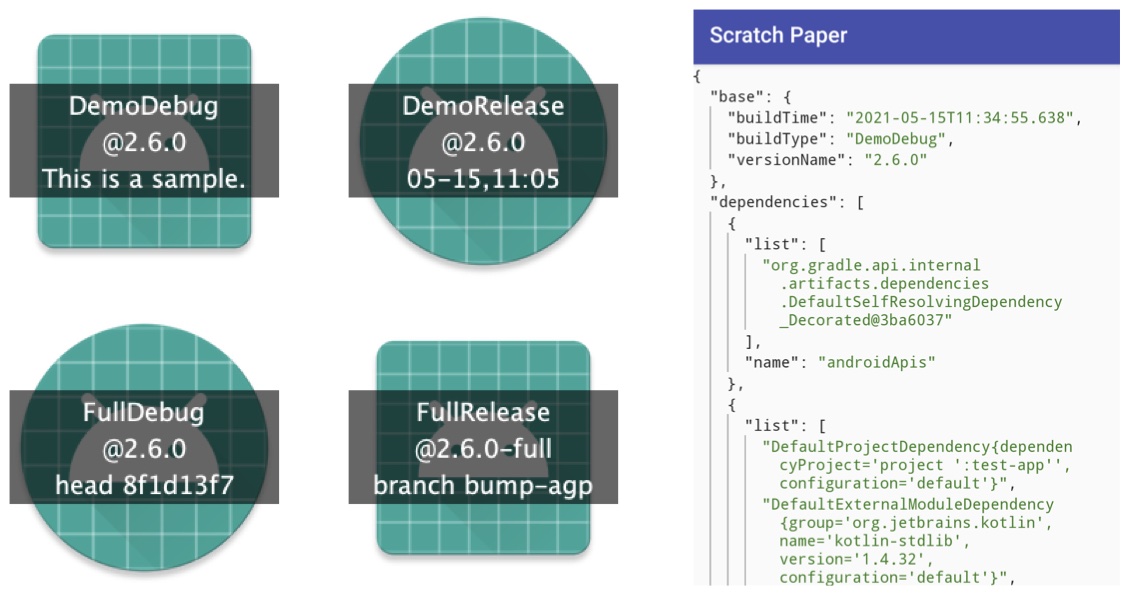 DemoDebug
@2.6.0
This is a sample.
DemoRelease
@2.6.0
05-15,11:05
FullDebug
@2.6.0
head 8f1d13f7
FullRelease
@2.6.0-full
branch bump-agp
Scratch Paper
{
"base": {
"buildTime": "2021-05-15T11:34:55.638",
"buildType": "DemoDebug",
"versionName": "2.6.0"
},
"dependencies": [
{
"list": [
"org.gradle.api.internal
.artifacts.dependencies
.DefaultSelfResolvingDependency
_Decorated@3ba6037"
],
"name": "androidApis"
},
{
"list": [
"DefaultProjectDependency{dependen
cyProject='project ':test-app'',
configuration='default'}",
"DefaultExternalModuleDependency
{group='org.jetbrains.kotlin',
name='kotlin-stdlib',
version='1.4.32',
configuration='default'}",